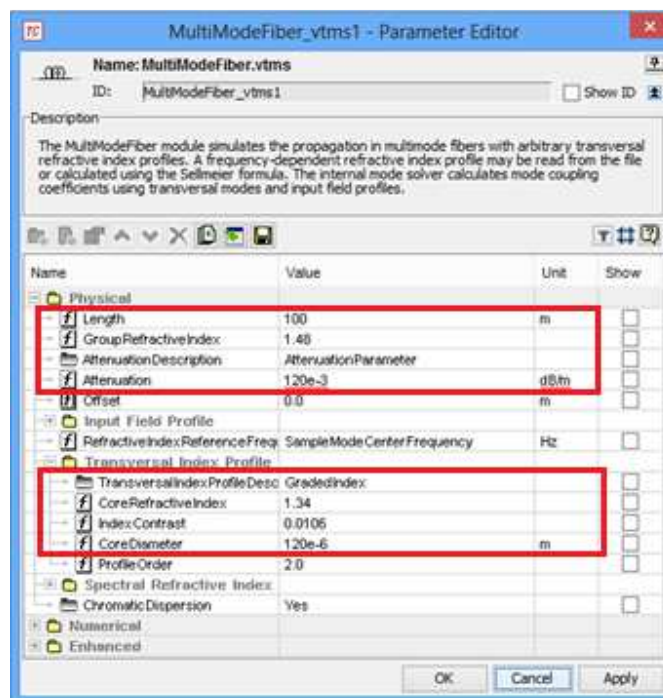 TC MultiModeFiber_vtms1 - Parameter Editor
Name: MultiModeFiber.vtms
ID: MultiModeFiber_vtms1 Show ID
Description
The MultiModeFiber module simulates the propagation in multimode fibers with arbitrary transversal
refractive index profiles. A frequency-dependent refractive index profile may be read from the file
or calculated using the Sellmeier formula. The internal mode solver calculates mode coupling
coefficients using transversal modes and input field profiles.
Name Value Unit Show
Physical
f Length 100 m
f GroupRefractiveIndex 1.48
AttenuationDescription AttenuationParameter
f Attenuation 120e-3 dB/m
f Offset 0.0 m
Input Field Profile
f RefractiveIndexReferenceFreq SampleModeCenterFrequency Hz
Transversal Index Profile
TransversalIndexProfileDesc GradedIndex
f CoreRefractiveIndex 1.34
f IndexContrast 0.0106
f CoreDiameter 120e-6 m
f ProfileOrder 2.0
Spectral Refractive Index
ChromaticDispersion Yes
Numerical
Enhanced
OK Cancel Apply